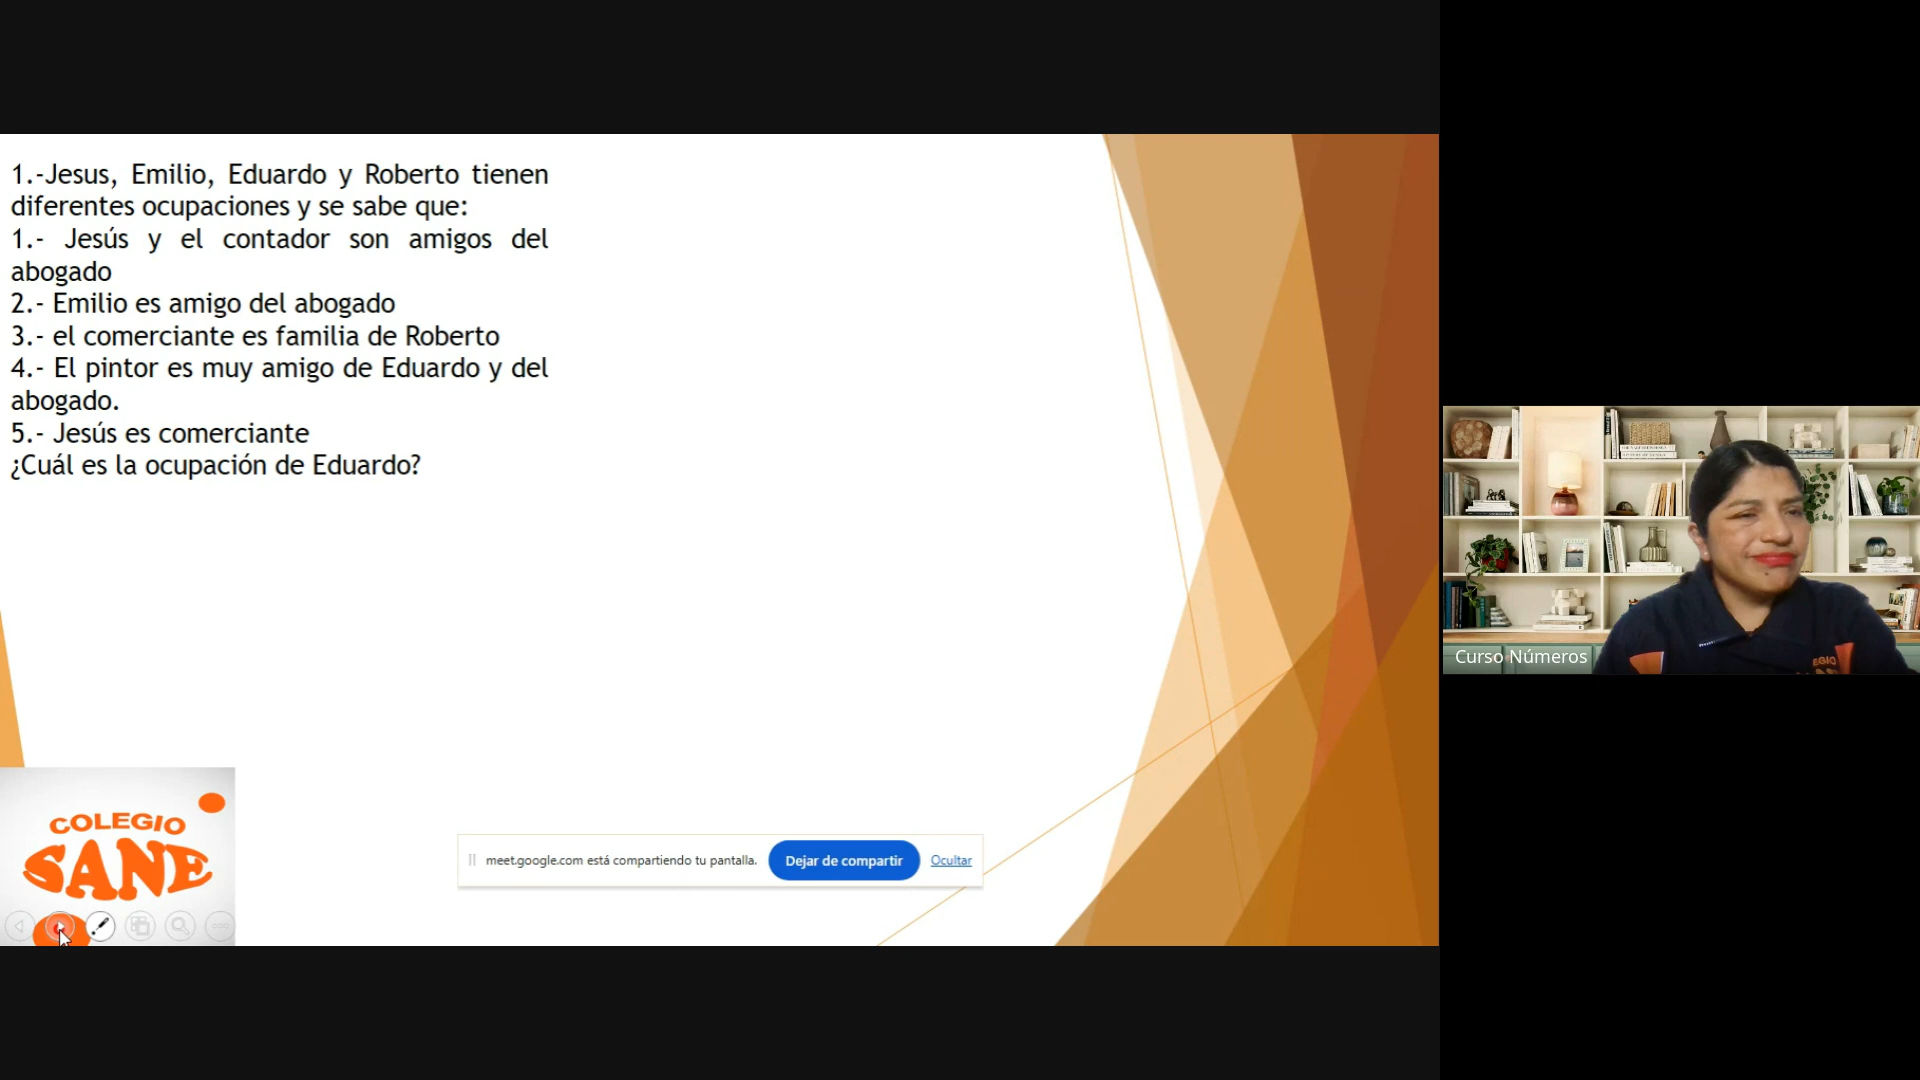 1.-Jesus, Emilio, Eduardo y Roberto tienen
diferentes ocupaciones y se sabe que:
1.- Jesús y el contador son amigos del
abogado
2.- Emilio es amigo del abogado
3.- el comerciante es familia de Roberto
4.- El pintor es muy amigo de Eduardo y del
abogado.
5.- Jesús es comerciante
¿Cuál es la ocupación de Eduardo?
COLEGIO
SANE
meet.google.com está compartiendo tu pantalla.
Dejar de compartir
Ocultar
Curso Números